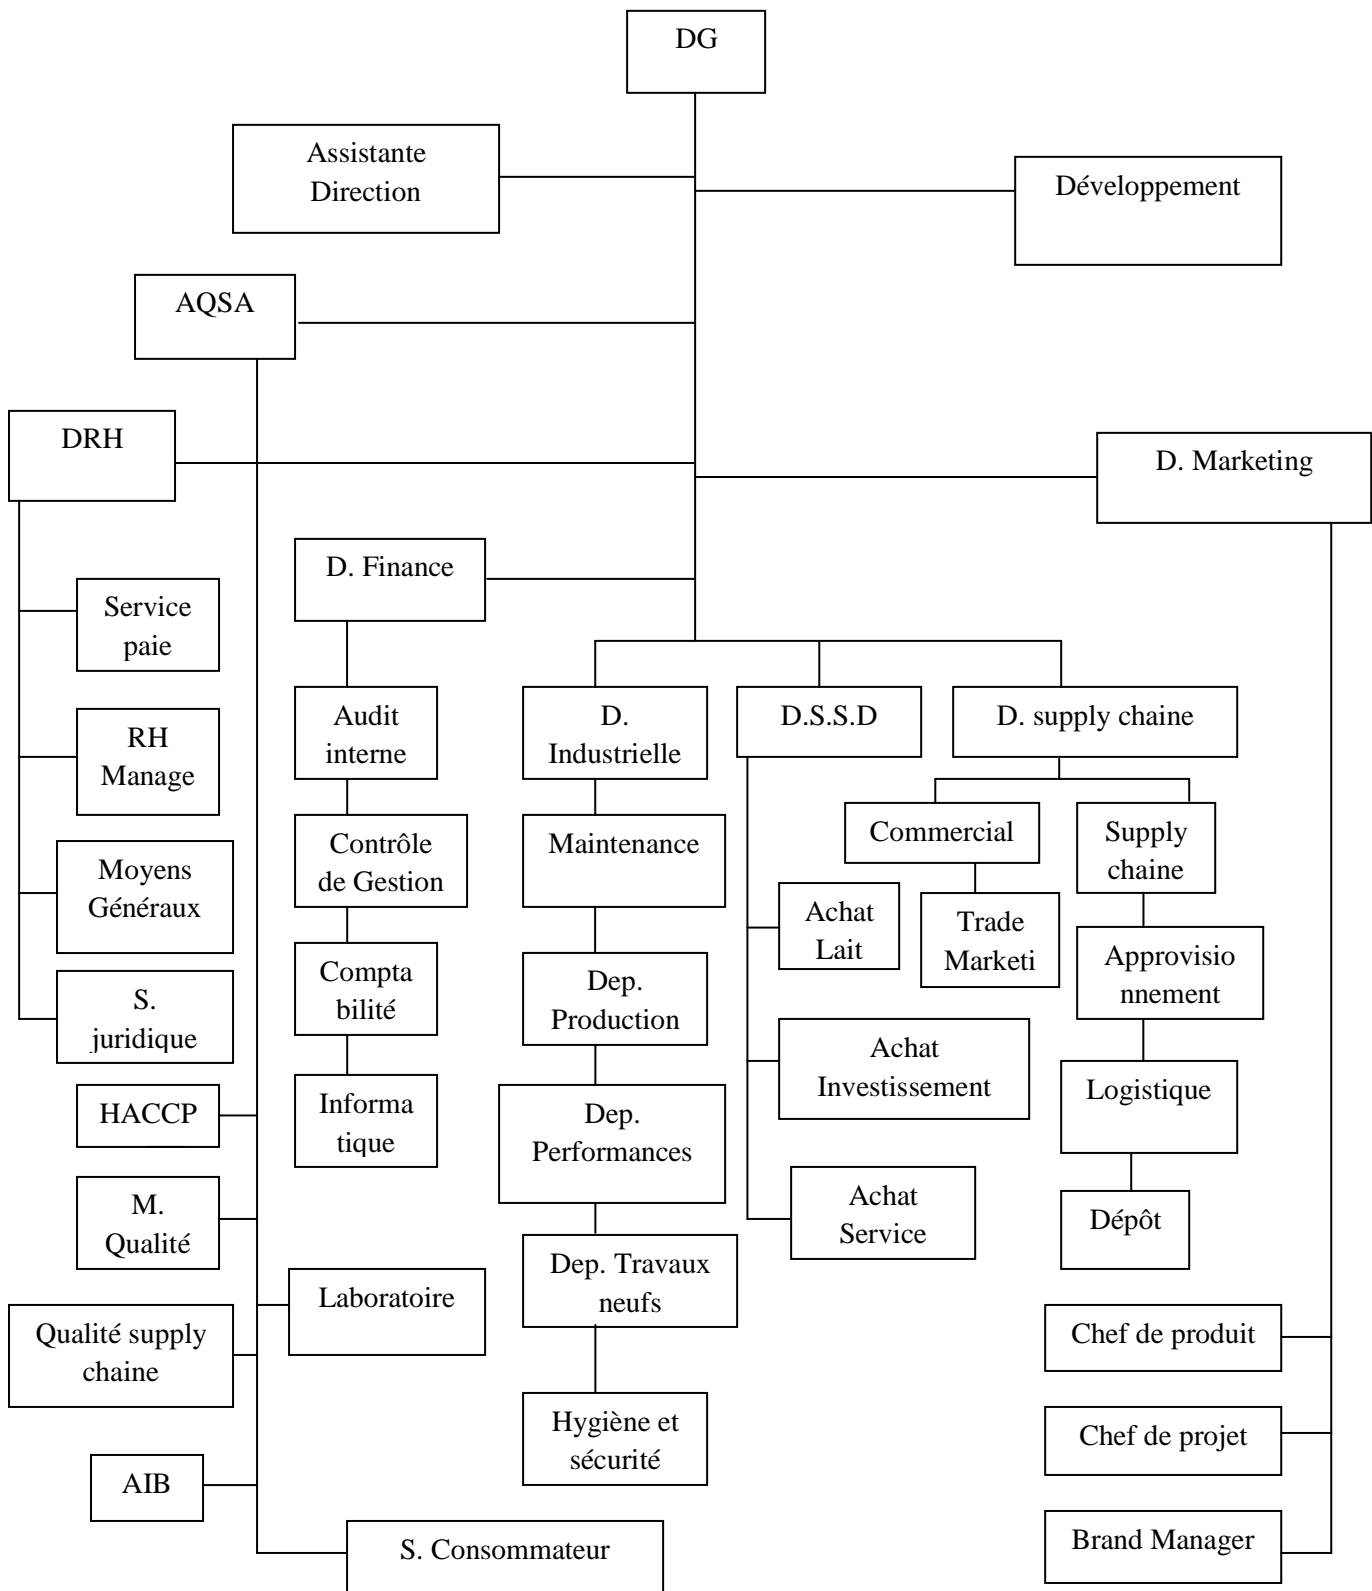 DG
Assistante
Direction
Développement
AQSA
DRH
D. Marketing
D. Finance
Service
paie
Audit
interne
D.
Industrielle
D.S.S.D
D. supply chaine
RH
Manage
Contrôle
de Gestion
Maintenance
Commercial
Supply
chaine
Moyens
Généraux
Achat
Lait
Trade
Marketi
Approvisio
nnement
S.
juridique
Compta
bilité
Dep.
Production
Achat
Investissement
HACCP
Informa
tique
Dep.
Performances
Logistique
M.
Qualité
Achat
Service
Dépôt
Laboratoire
Dep. Travaux
neufs
Qualité supply
chaine
Chef de produit
Hygiène et
sécurité
Chef de projet
AIB
S. Consommateur
Brand Manager